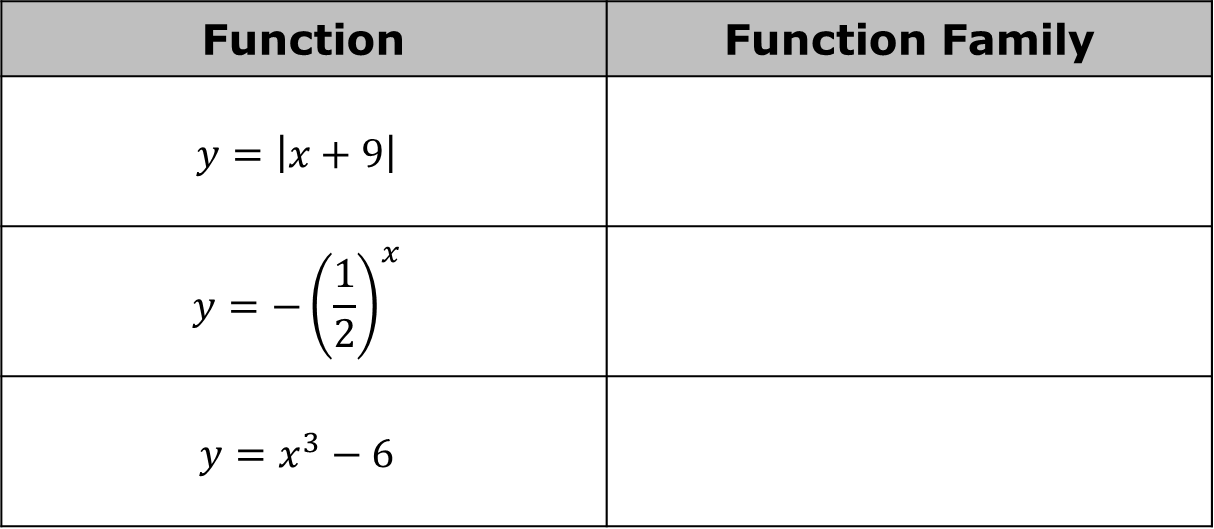 Function Function Family
y = |x + 9|
y = −(1/2)^x
y = x³ − 6